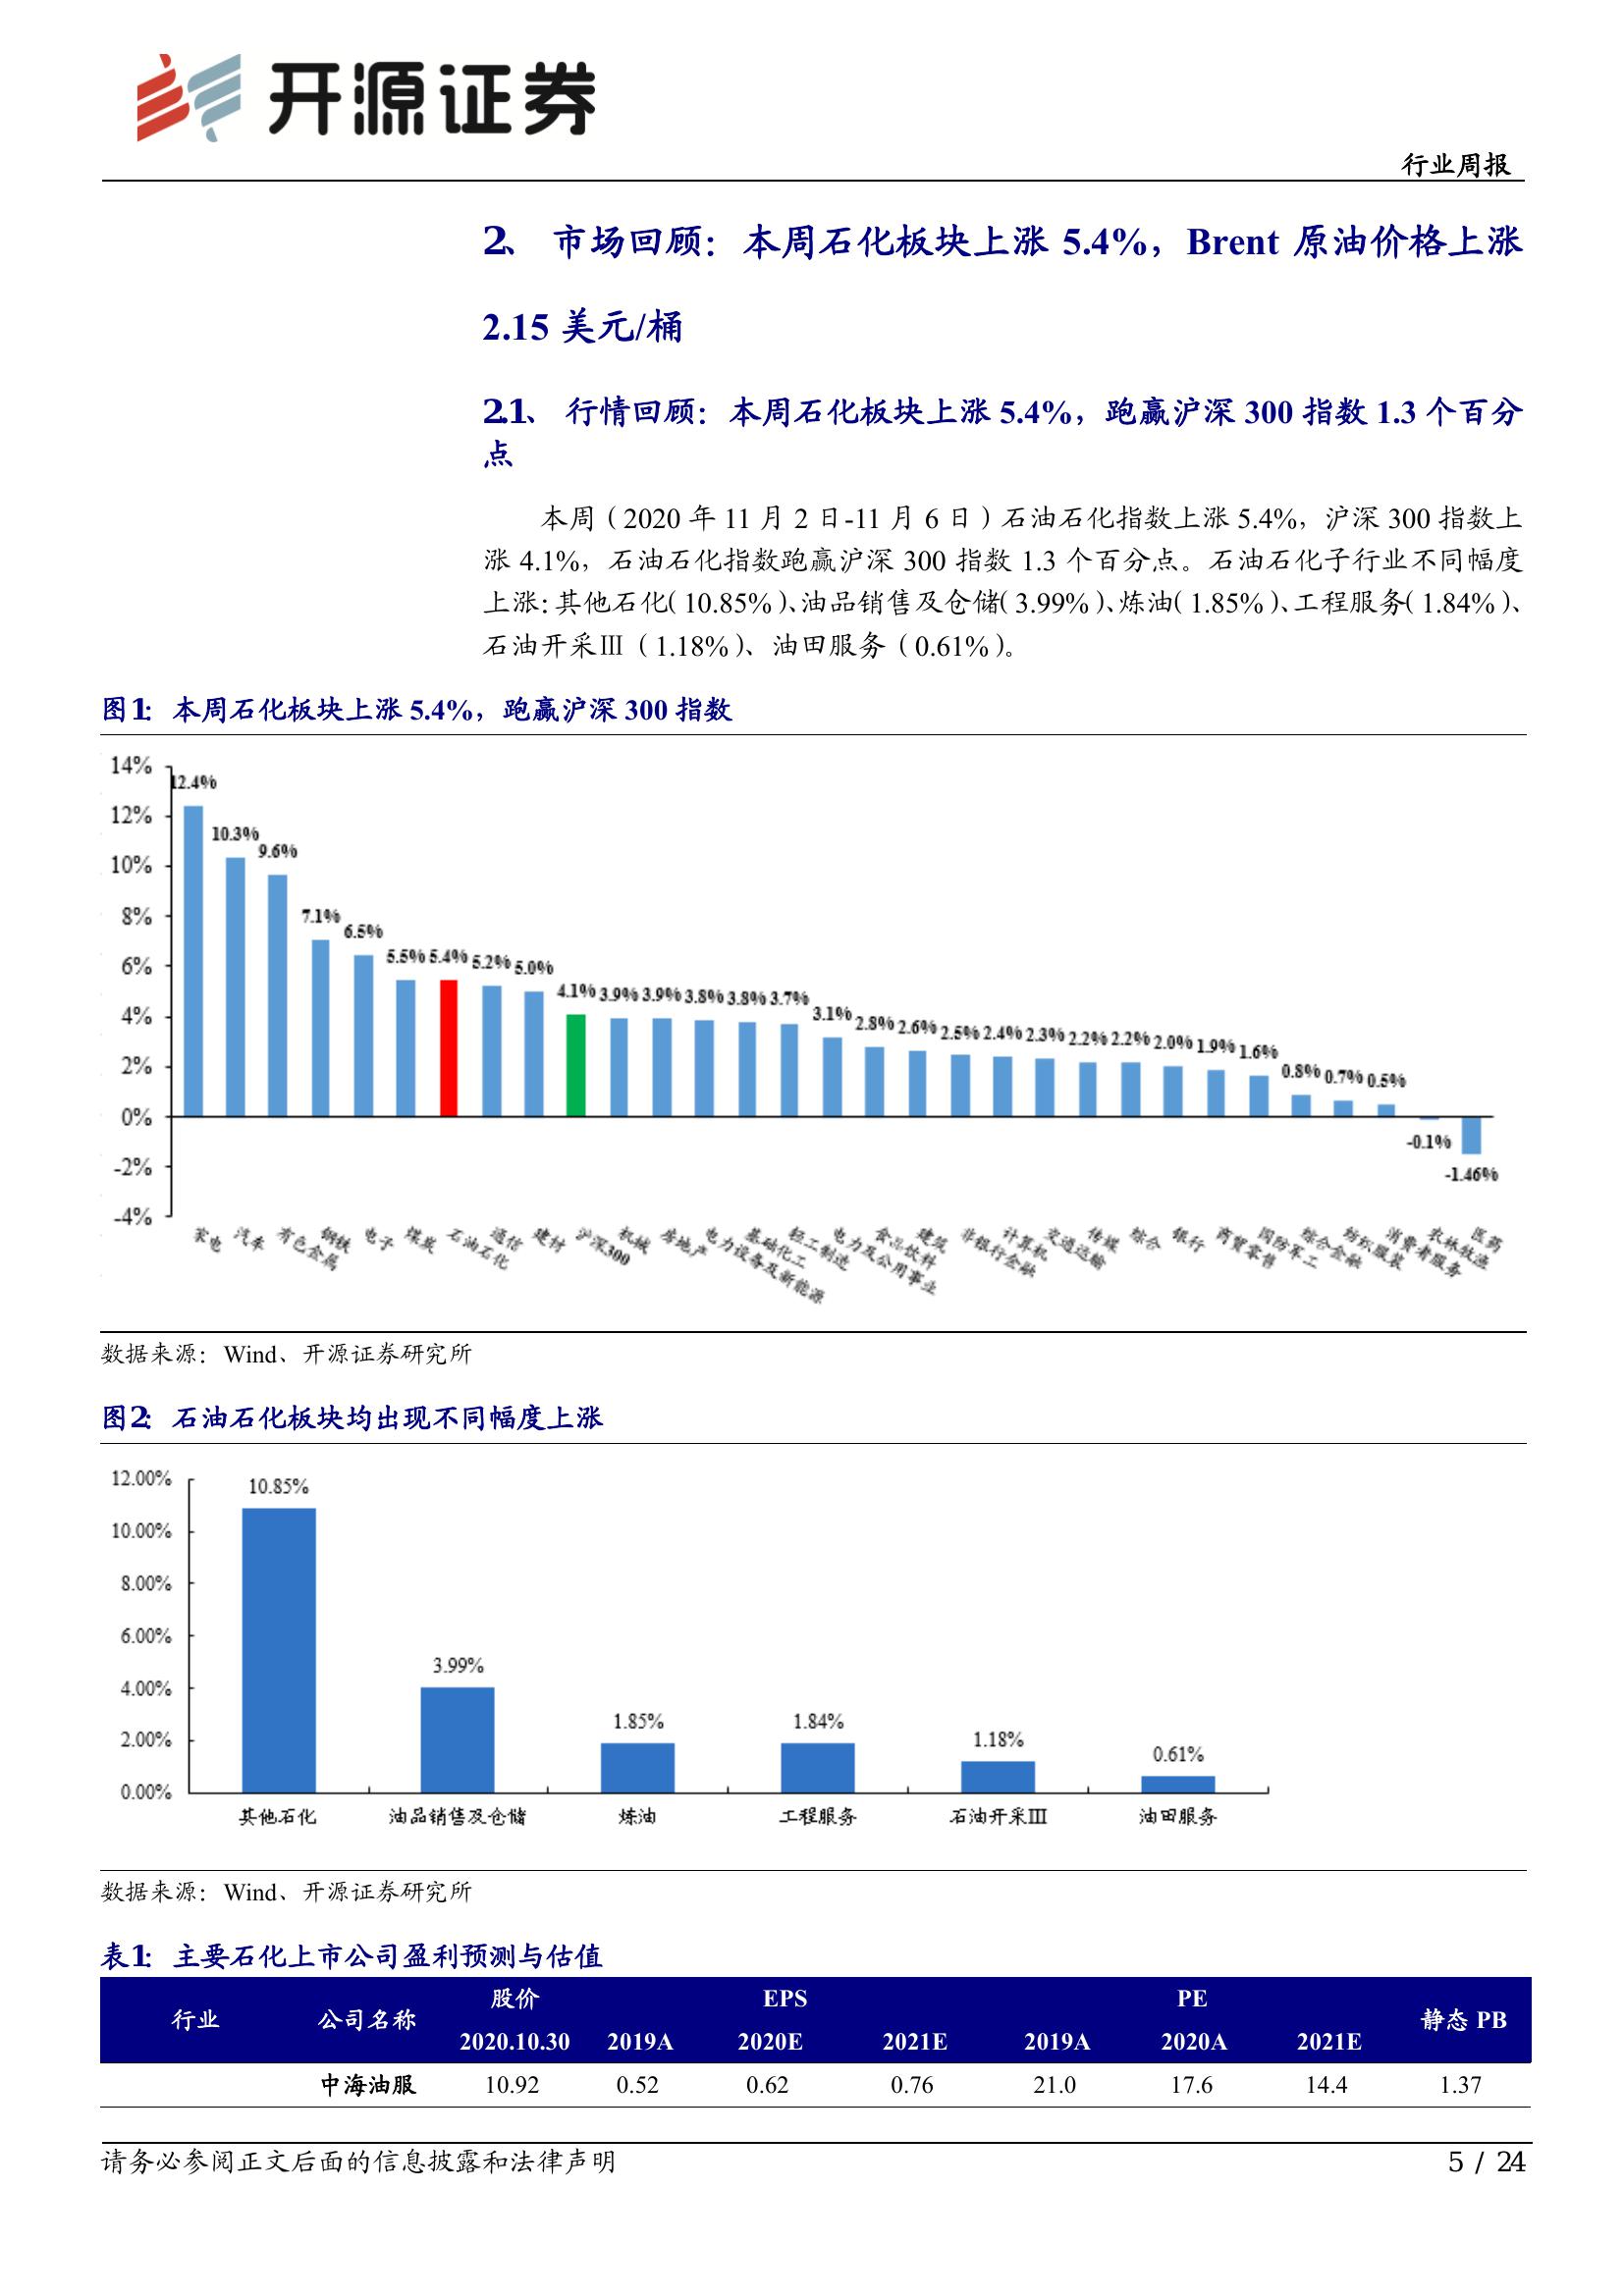 开源证券
行业周报
2、 市场回顾：本周石化板块上涨 5.4%，Brent 原油价格上涨
2.15 美元/桶
2.1、 行情回顾：本周石化板块上涨 5.4%，跑赢沪深 300 指数 1.3 个百分
点
本周（2020 年 11 月 2 日-11 月 6 日）石油石化指数上涨 5.4%，沪深 300 指数上
涨 4.1%，石油石化指数跑赢沪深 300 指数 1.3 个百分点。石油石化子行业不同幅度
上涨：其他石化（10.85%）、油品销售及仓储（3.99%）、炼油（1.85%）、工程服务（1.84%）、
石油开采Ⅲ（1.18%）、油田服务（0.61%）。
图1： 本周石化板块上涨 5.4%，跑赢沪深 300 指数
14%
12%
10%
8%
6%
4%
2%
0%
-2%
-4%
12.4% 10.3% 9.6% 7.1% 6.5% 5.5% 5.4% 5.2% 5.0% 4.1% 3.9% 3.9% 3.8% 3.8% 3.7% 3.1% 2.8% 2.6% 2.5% 2.4% 2.3% 2.2% 2.2% 2.0% 1.9% 1.6% 0.8% 0.7% 0.5% -0.1% -1.46%
家电 汽车 有色金属 钢铁 电子 煤炭 石油石化 通信 建材 沪深300 机械 房地产 电力设备及新能源 基础化工 轻工制造 电力及公用事业 食品饮料 建筑 非银行金融 计算机 交通运输 传媒 综合 银行 商贸零售 国防军工 综合金融 纺织服装 消费者服务 农林牧渔 医药
数据来源：Wind、开源证券研究所
图2： 石油石化板块均出现不同幅度上涨
12.00%
10.00%
8.00%
6.00%
4.00%
2.00%
0.00%
10.85% 3.99% 1.85% 1.84% 1.18% 0.61%
其他石化 油品销售及仓储 炼油 工程服务 石油开采Ⅲ 油田服务
数据来源：Wind、开源证券研究所
表1： 主要石化上市公司盈利预测与估值
行业 公司名称 股价 EPS PE 静态 PB
2020.10.30 2019A 2020E 2021E 2019A 2020A 2021E
中海油服 10.92 0.52 0.62 0.76 21.0 17.6 14.4 1.37
请务必参阅正文后面的信息披露和法律声明 5 / 24